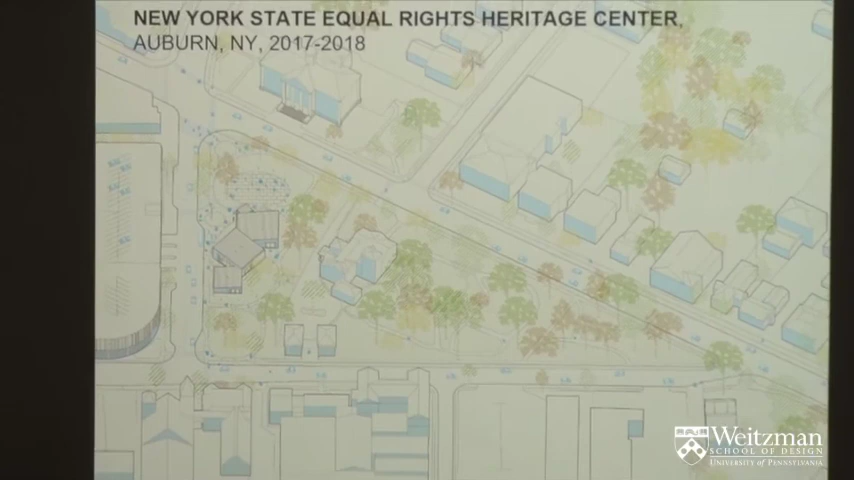 NEW YORK STATE EQUAL RIGHTS HERITAGE CENTER,
AUBURN, NY, 2017-2018
Weitzman
SCHOOL OF DESIGN
UNIVERSITY OF PENNSYLVANIA